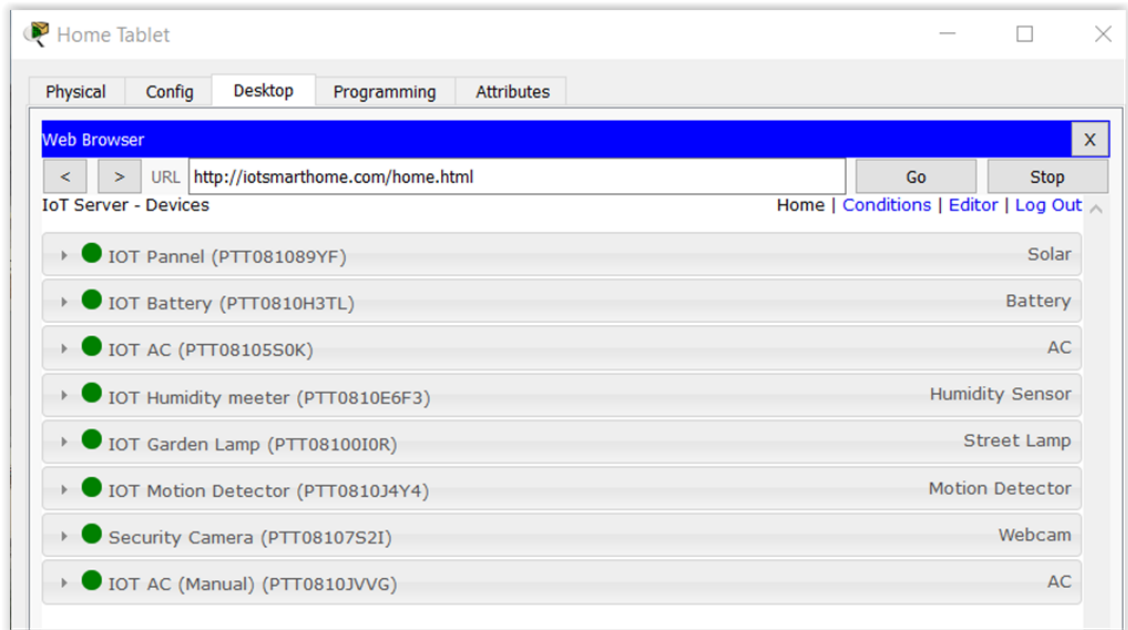 Home Tablet
Physical Config Desktop Programming Attributes
Web Browser X
< > URL http://iotsmarthome.com/home.html Go Stop
IoT Server - Devices Home | Conditions | Editor | Log Out
IOT Pannel (PTT081089YF) Solar
IOT Battery (PTT0810H3TL) Battery
IOT AC (PTT08105S0K) AC
IOT Humidity meeter (PTT0810E6F3) Humidity Sensor
IOT Garden Lamp (PTT08100I0R) Street Lamp
IOT Motion Detector (PTT0810J4Y4) Motion Detector
Security Camera (PTT08107S2I) Webcam
IOT AC (Manual) (PTT0810JVVG) AC